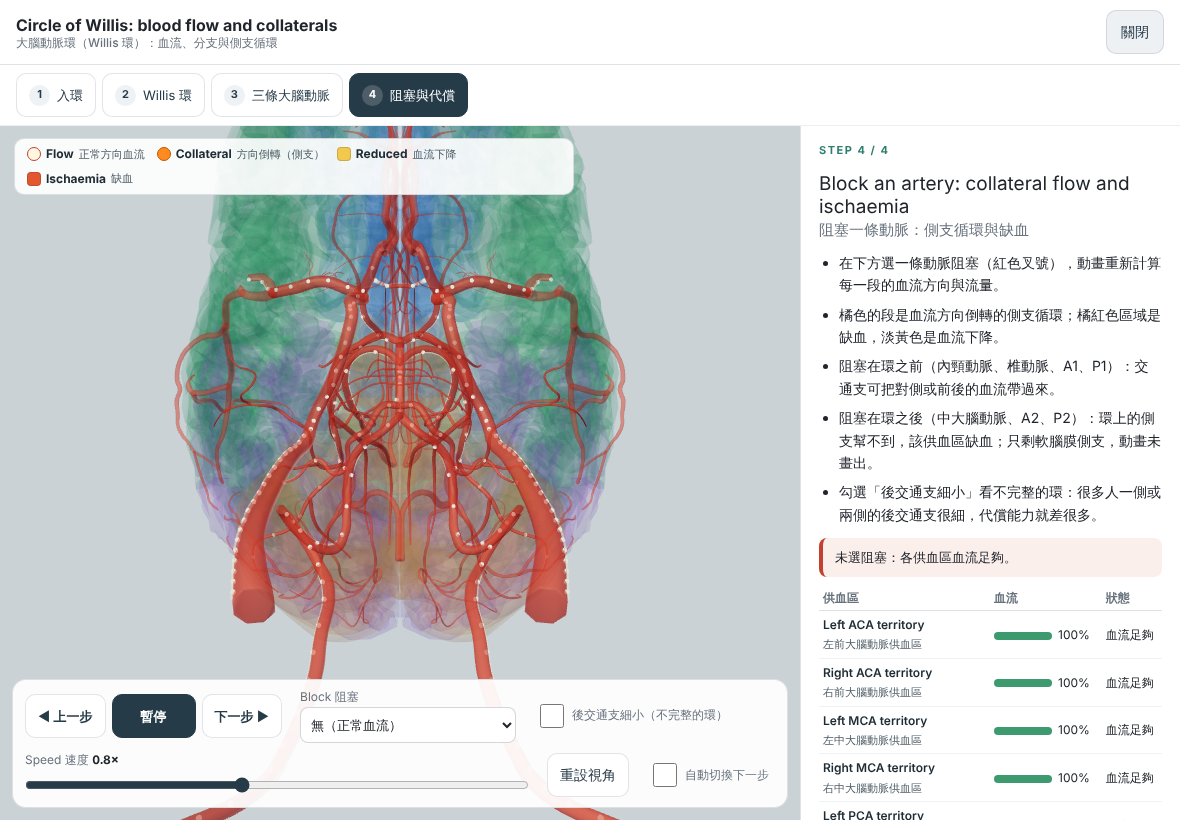 Circle of Willis: blood flow and collaterals
大腦動脈環（Willis 環）：血流、分支與側支循環
關閉
1 入環
2 Willis 環
3 三條大腦動脈
4 阻塞與代償
Flow 正常方向血流 Collateral 方向倒轉（側支） Reduced 血流下降
Ischaemia 缺血
STEP 4 / 4
Block an artery: collateral flow and
ischaemia
阻塞一條動脈：側支循環與缺血
在下方選一條動脈阻塞（紅色叉號），動畫重新計算
每一段的血流方向與流量。
橘色的段是血流方向倒轉的側支循環；橘紅色區域是
缺血，淡黃色是血流下降。
阻塞在環之前（內頸動脈、椎動脈、A1、P1）：交
通支可把對側或前後的血流帶過來。
阻塞在環之後（中大腦動脈、A2、P2）：環上的側
支幫不到，該供血區缺血；只剩軟腦膜側支，動畫未
畫出。
勾選「後交通支細小」看不完整的環：很多人一側或
兩側的後交通支很細，代償能力就差很多。
未選阻塞：各供血區血流足夠。
供血區 血流 狀態
Left ACA territory
左前大腦動脈供血區
100% 血流足夠
Right ACA territory
右前大腦動脈供血區
100% 血流足夠
Left MCA territory
左中大腦動脈供血區
100% 血流足夠
Right MCA territory
右中大腦動脈供血區
100% 血流足夠
Left PCA territory
◀ 上一步
暫停
下一步 ▶
Block 阻塞
無（正常血流）
後交通支細小（不完整的環）
Speed 速度 0.8×
重設視角
自動切換下一步